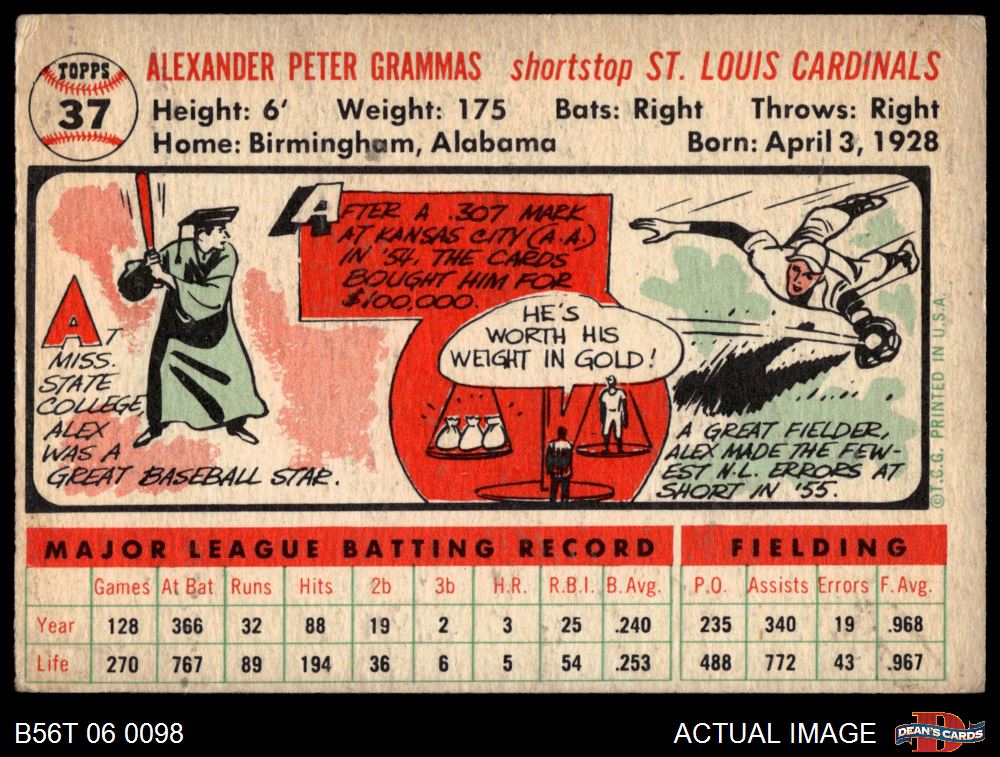 TOPPS
37
ALEXANDER PETER GRAMMAS shortstop ST. LOUIS CARDINALS
Height: 6' Weight: 175 Bats: Right Throws: Right
Home: Birmingham, Alabama Born: April 3, 1928
AT
MISS.
STATE
COLLEGE,
ALEX
WAS A
GREAT BASEBALL STAR.
AFTER A .307 MARK
AT KANSAS CITY (A.A.)
IN '54, THE CARDS
BOUGHT HIM FOR
$100,000.
HE'S
WORTH HIS
WEIGHT IN GOLD!
A GREAT FIELDER,
ALEX MADE THE FEW-
EST N.L. ERRORS AT
SHORT IN '55.
©T.C.G. PRINTED IN U.S.A.
MAJOR LEAGUE BATTING RECORD FIELDING
Games At Bat Runs Hits 2b 3b H.R. R.B.I. B. Avg. P.O. Assists Errors F. Avg.
Year 128 366 32 88 19 2 3 25 .240 235 340 19 .968
Life 270 767 89 194 36 6 5 54 .253 488 772 43 .967
B56T 06 0098 ACTUAL IMAGE DEAN'S CARDS